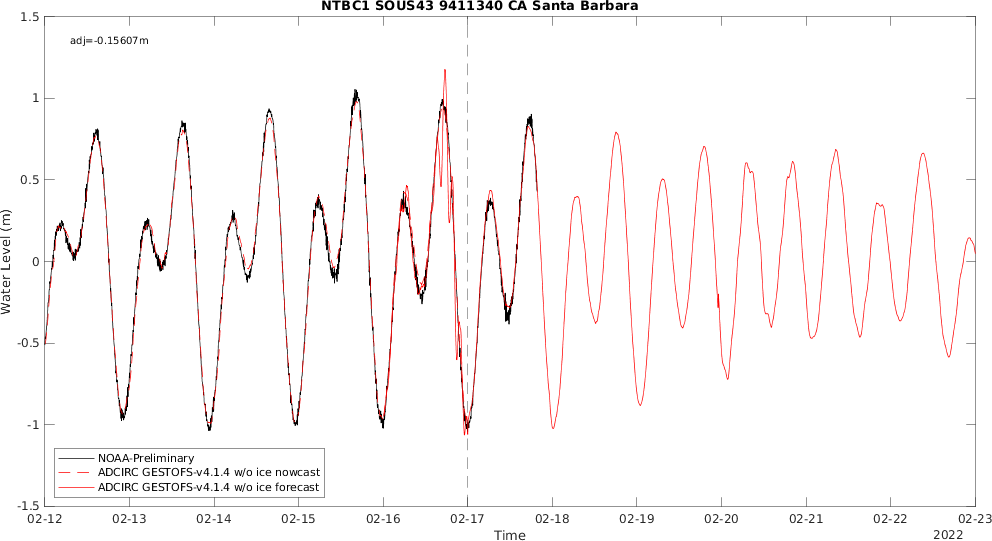 NTBC1 SOUS43 9411340 CA Santa Barbara
1.5
adj=-0.15607m
1
0.5
0
-0.5
-1
-1.5
Water Level (m)
NOAA-Preliminary
ADCIRC GESTOFS-v4.1.4 w/o ice nowcast
ADCIRC GESTOFS-v4.1.4 w/o ice forecast
02-12 02-13 02-14 02-15 02-16 02-17 02-18 02-19 02-20 02-21 02-22 02-23
Time
2022